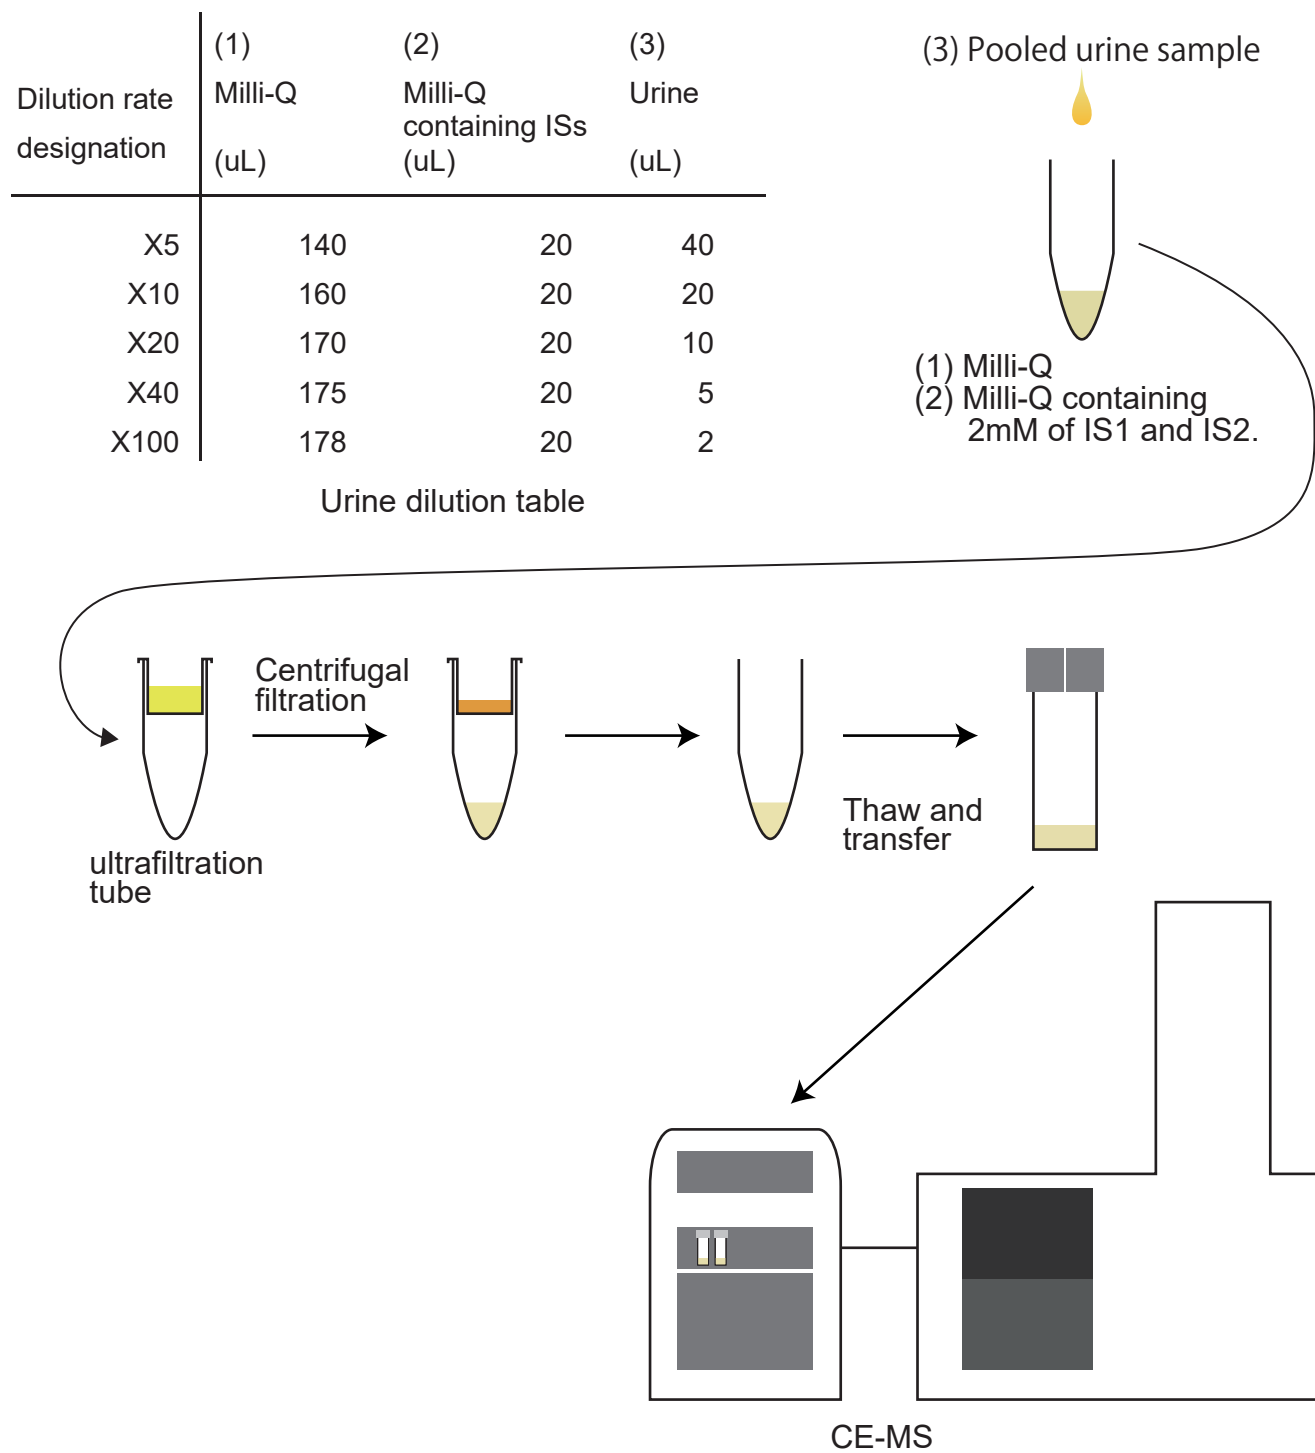 Dilution rate
designation
(1)
Milli-Q
(uL)
(2)
Milli-Q
containing ISs
(uL)
(3)
Urine
(uL)
X5 140 20 40
X10 160 20 20
X20 170 20 10
X40 175 20 5
X100 178 20 2
Urine dilution table
(3) Pooled urine sample
(1) Milli-Q
(2) Milli-Q containing
2mM of IS1 and IS2.
ultrafiltration
tube
Centrifugal
filtration
Thaw and
transfer
CE-MS